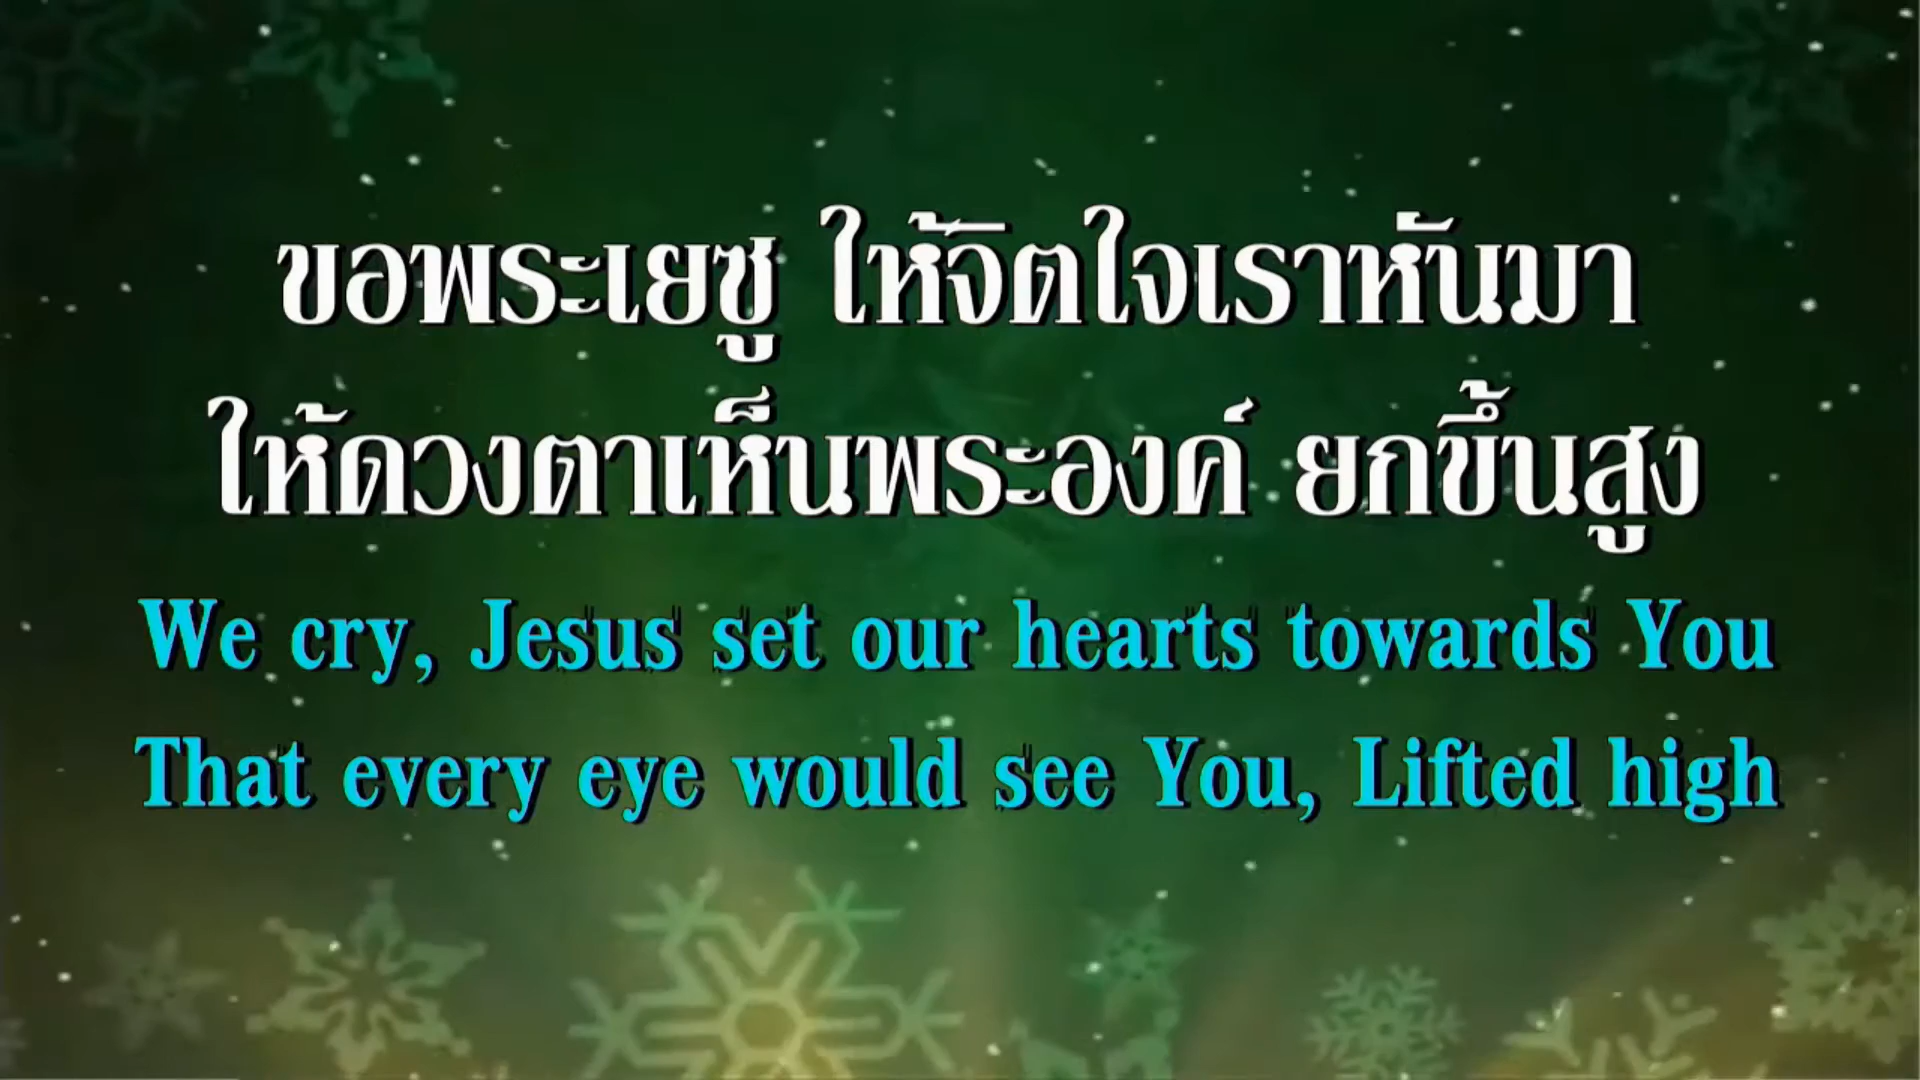 ขอพระเยซู ให้จิตใจเราหันมา
ให้ดวงตาเห็นพระองค์ ยกขึ้นสูง
We cry, Jesus set our hearts towards You
That every eye would see You, Lifted high